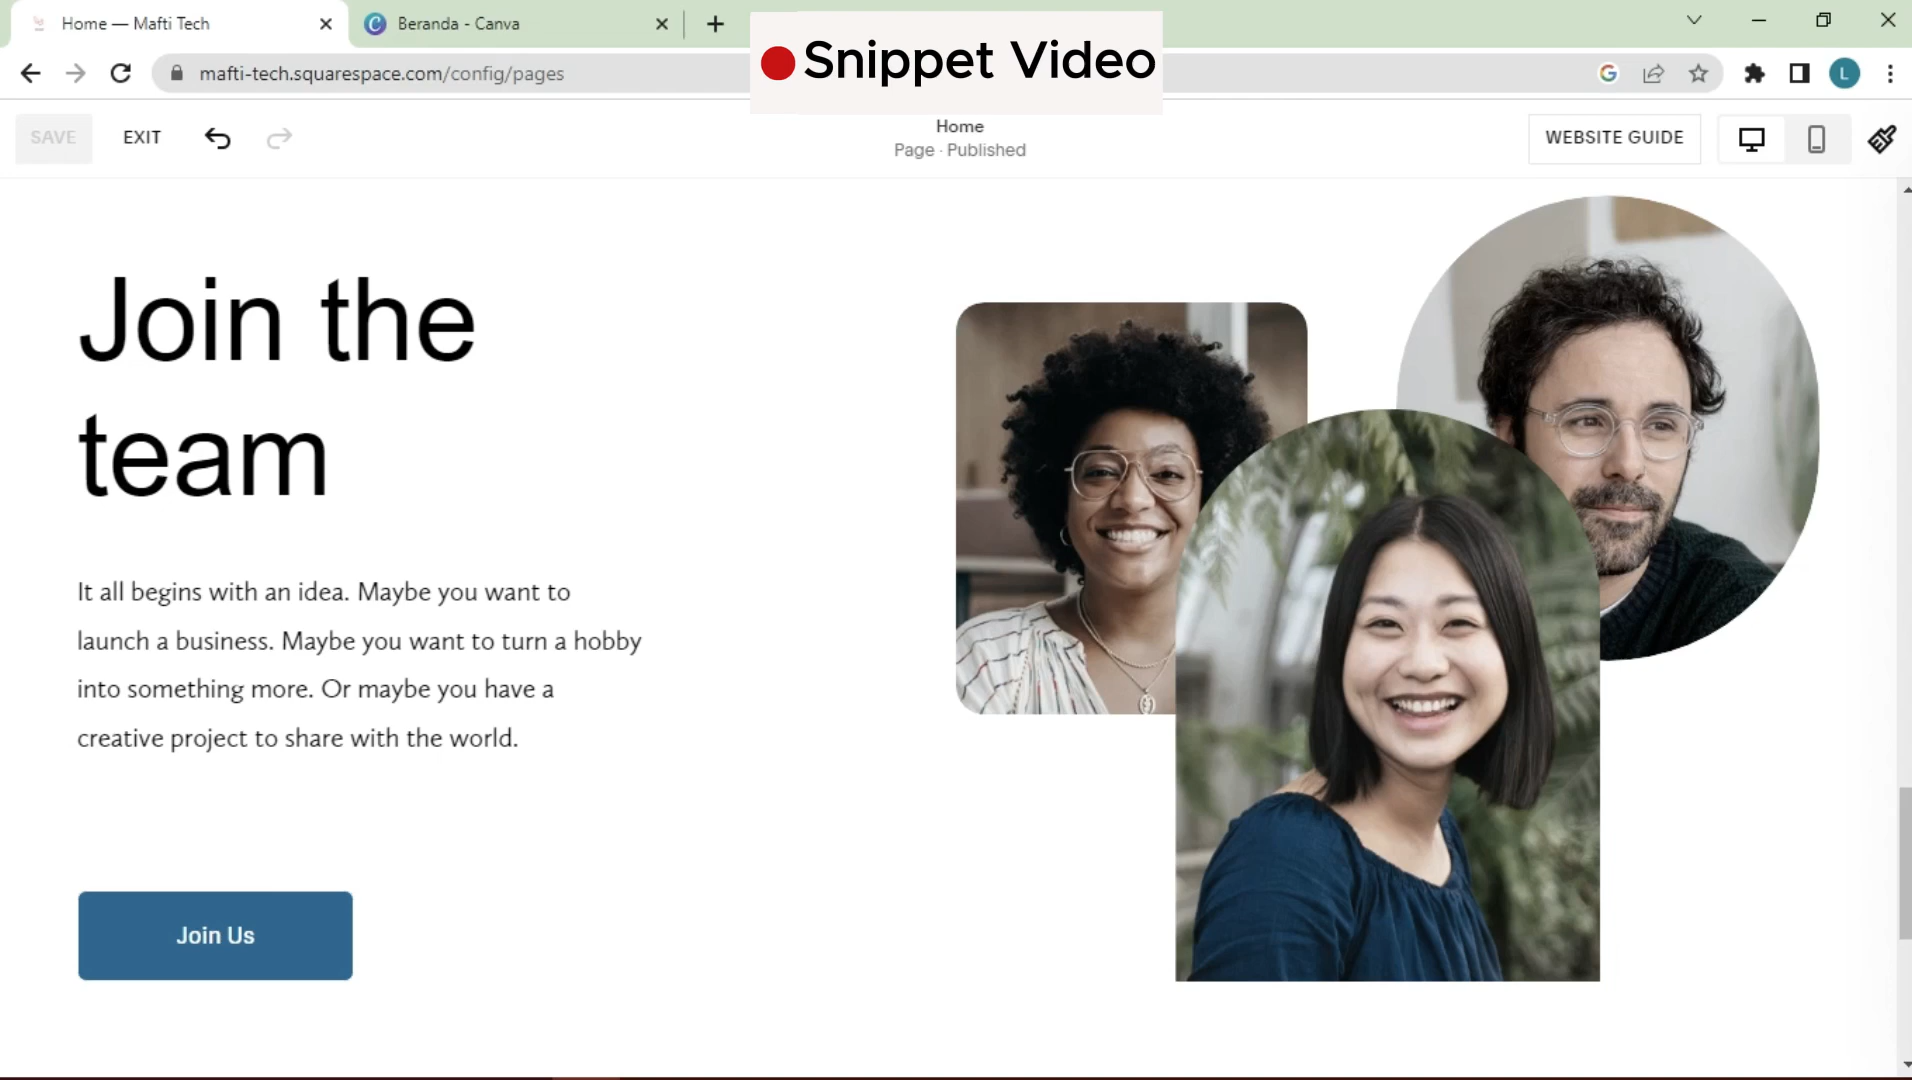 Home — Mafti Tech
Beranda - Canva
Snippet Video
mafti-tech.squarespace.com/config/pages
L
SAVE
EXIT
Home
Page · Published
WEBSITE GUIDE
Join the
team
It all begins with an idea. Maybe you want to
launch a business. Maybe you want to turn a hobby
into something more. Or maybe you have a
creative project to share with the world.
Join Us